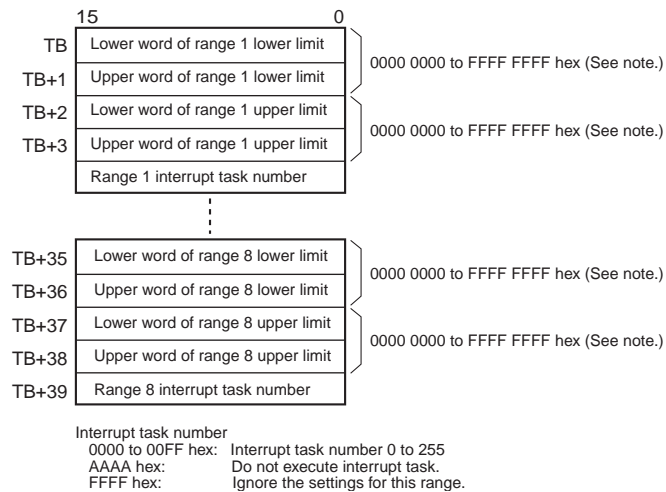 15 0
TB Lower word of range 1 lower limit
TB+1 Upper word of range 1 lower limit
0000 0000 to FFFF FFFF hex (See note.)
TB+2 Lower word of range 1 upper limit
TB+3 Upper word of range 1 upper limit
0000 0000 to FFFF FFFF hex (See note.)
Range 1 interrupt task number
TB+35 Lower word of range 8 lower limit
TB+36 Upper word of range 8 lower limit
0000 0000 to FFFF FFFF hex (See note.)
TB+37 Lower word of range 8 upper limit
TB+38 Upper word of range 8 upper limit
0000 0000 to FFFF FFFF hex (See note.)
TB+39 Range 8 interrupt task number
Interrupt task number
0000 to 00FF hex: Interrupt task number 0 to 255
AAAA hex: Do not execute interrupt task.
FFFF hex: Ignore the settings for this range.